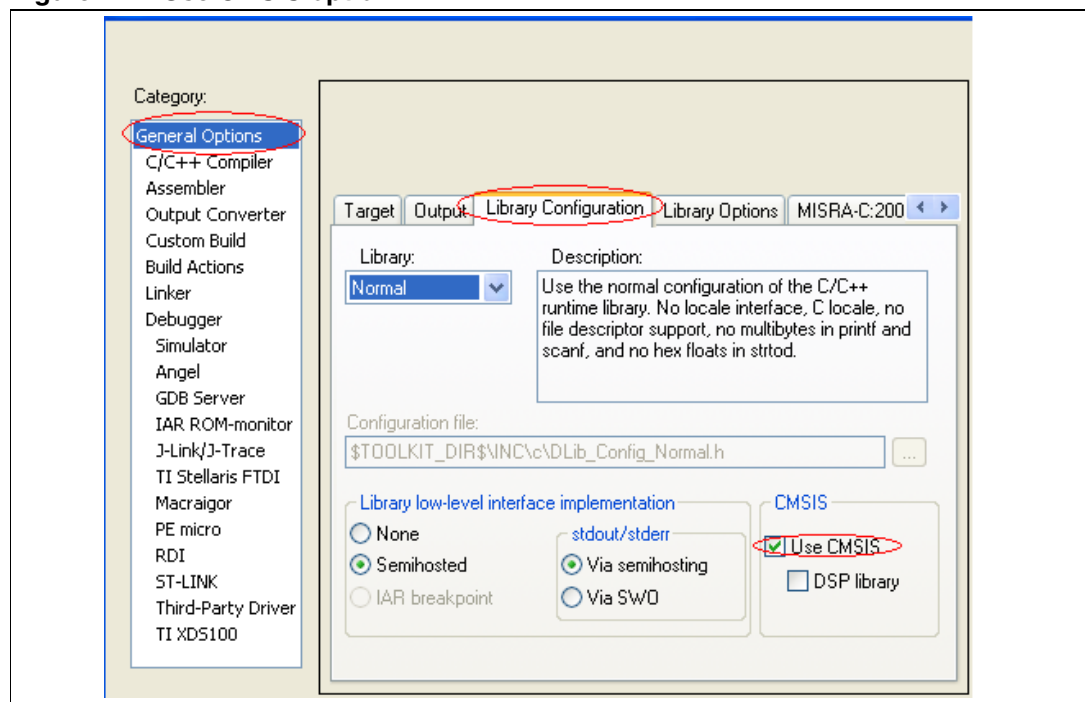 Category:
General Options
C/C++ Compiler
Assembler
Output Converter
Custom Build
Build Actions
Linker
Debugger
Simulator
Angel
GDB Server
IAR ROM-monitor
J-Link/J-Trace
TI Stellaris FTDI
Macraigor
PE micro
RDI
ST-LINK
Third-Party Driver
TI XDS100
Target Output Library Configuration Library Options MISRA-C:200
Library:
Normal
Description:
Use the normal configuration of the C/C++
runtime library. No locale interface, C locale, no
file descriptor support, no multibytes in printf and
scanf, and no hex floats in strtod.
Configuration file:
$TOOLKIT_DIR$\INC\c\DLib_Config_Normal.h
...
Library low-level interface implementation
None
Semihosted
IAR breakpoint
stdout/stderr
Via semihosting
Via SWO
CMSIS
Use CMSIS
DSP library